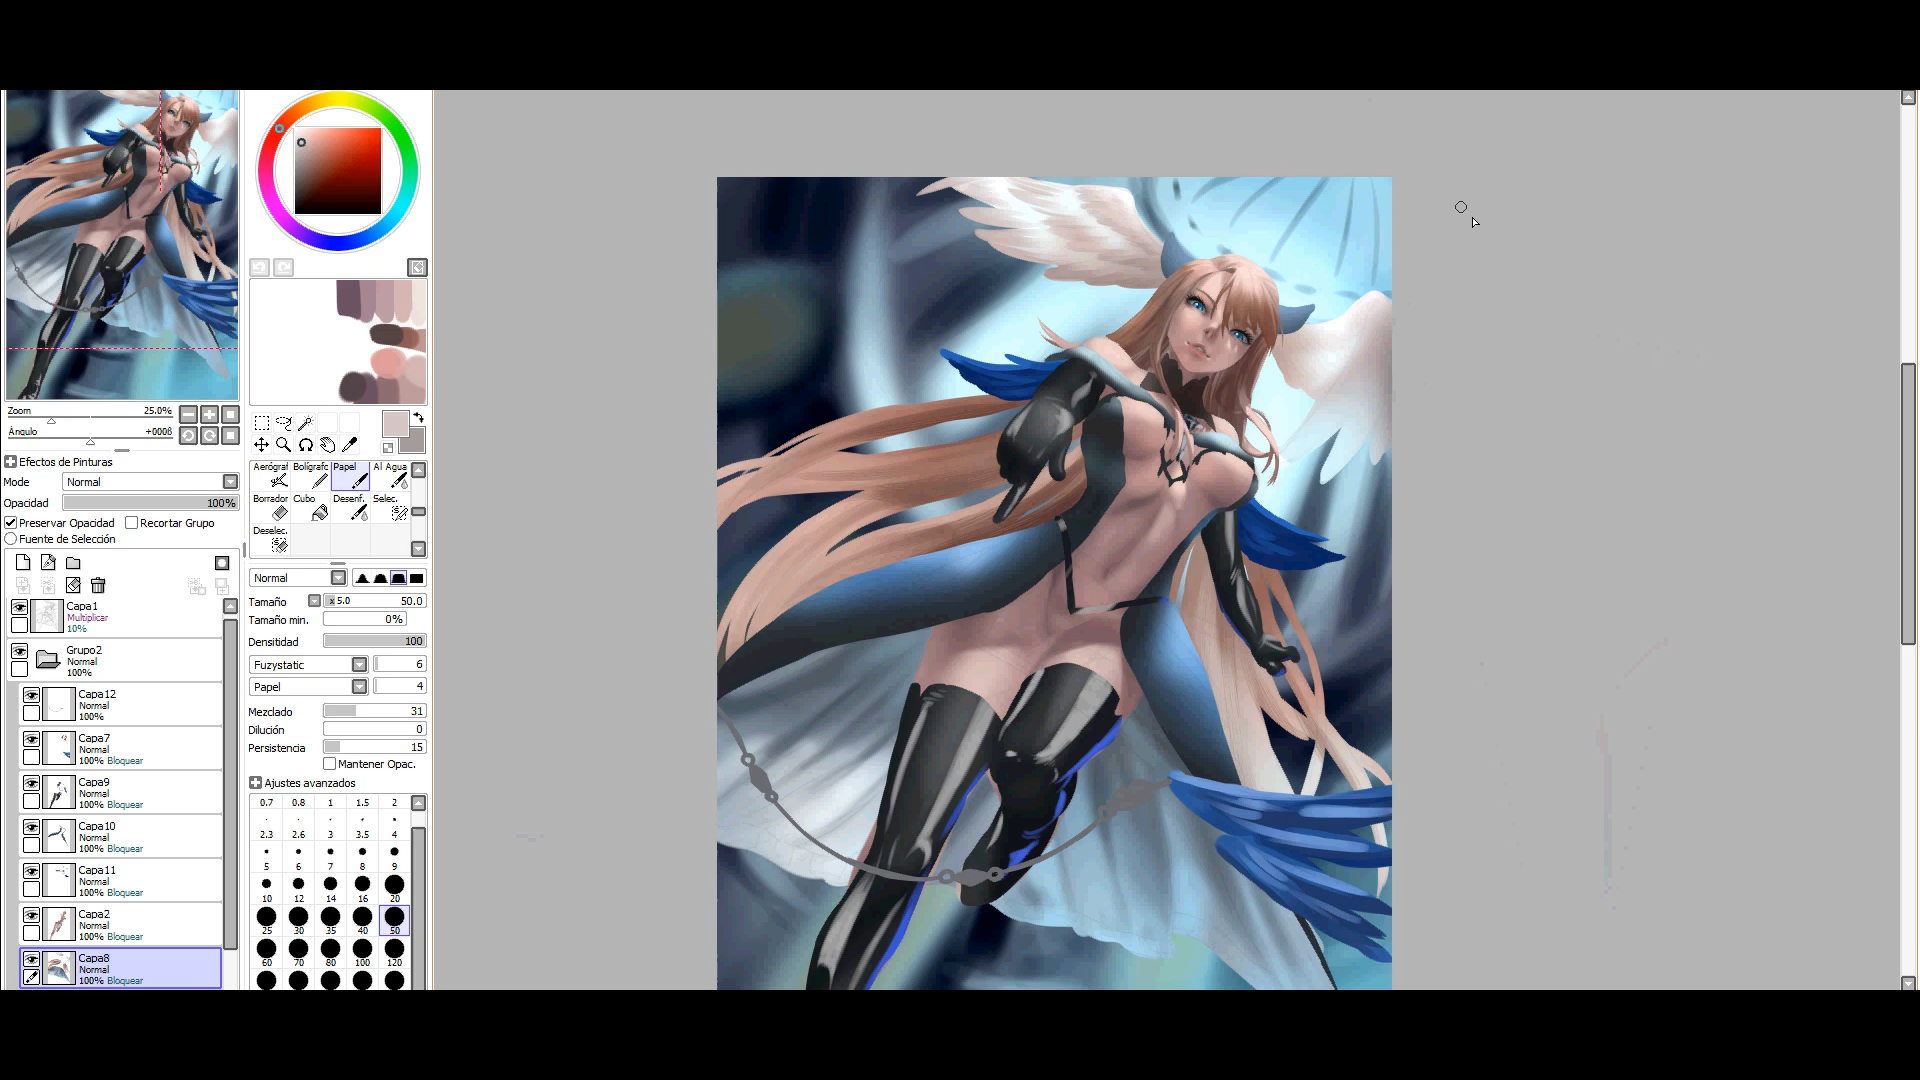 Zoom 25.0%
Ángulo +000ß
Efectos de Pinturas
Mode Normal
Opacidad 100%
Preservar Opacidad Recortar Grupo
Fuente de Selección
Capa1
Multiplicar
10%
Grupo2
Normal
100%
Capa12
Normal
100%
Capa7
Normal
100% Bloquear
Capa9
Normal
100% Bloquear
Capa10
Normal
100% Bloquear
Capa11
Normal
100% Bloquear
Capa2
Normal
100% Bloquear
Capa8
Normal
100% Bloquear
Aerógraf Bolígrafo Papel Al Agua
Borrador Cubo Desenf. Selec.
Deselec.
Normal
Tamaño x 5.0 50.0
Tamaño min. 0%
Densitidad 100
Fuzystatic 6
Papel 4
Mezclado 31
Dilución 0
Persistencia 15
Mantener Opac.
Ajustes avanzados
0.7 0.8 1 1.5 2
2.3 2.6 3 3.5 4
5 6 7 8 9
10 12 14 16 20
25 30 35 40 50
60 70 80 100 120